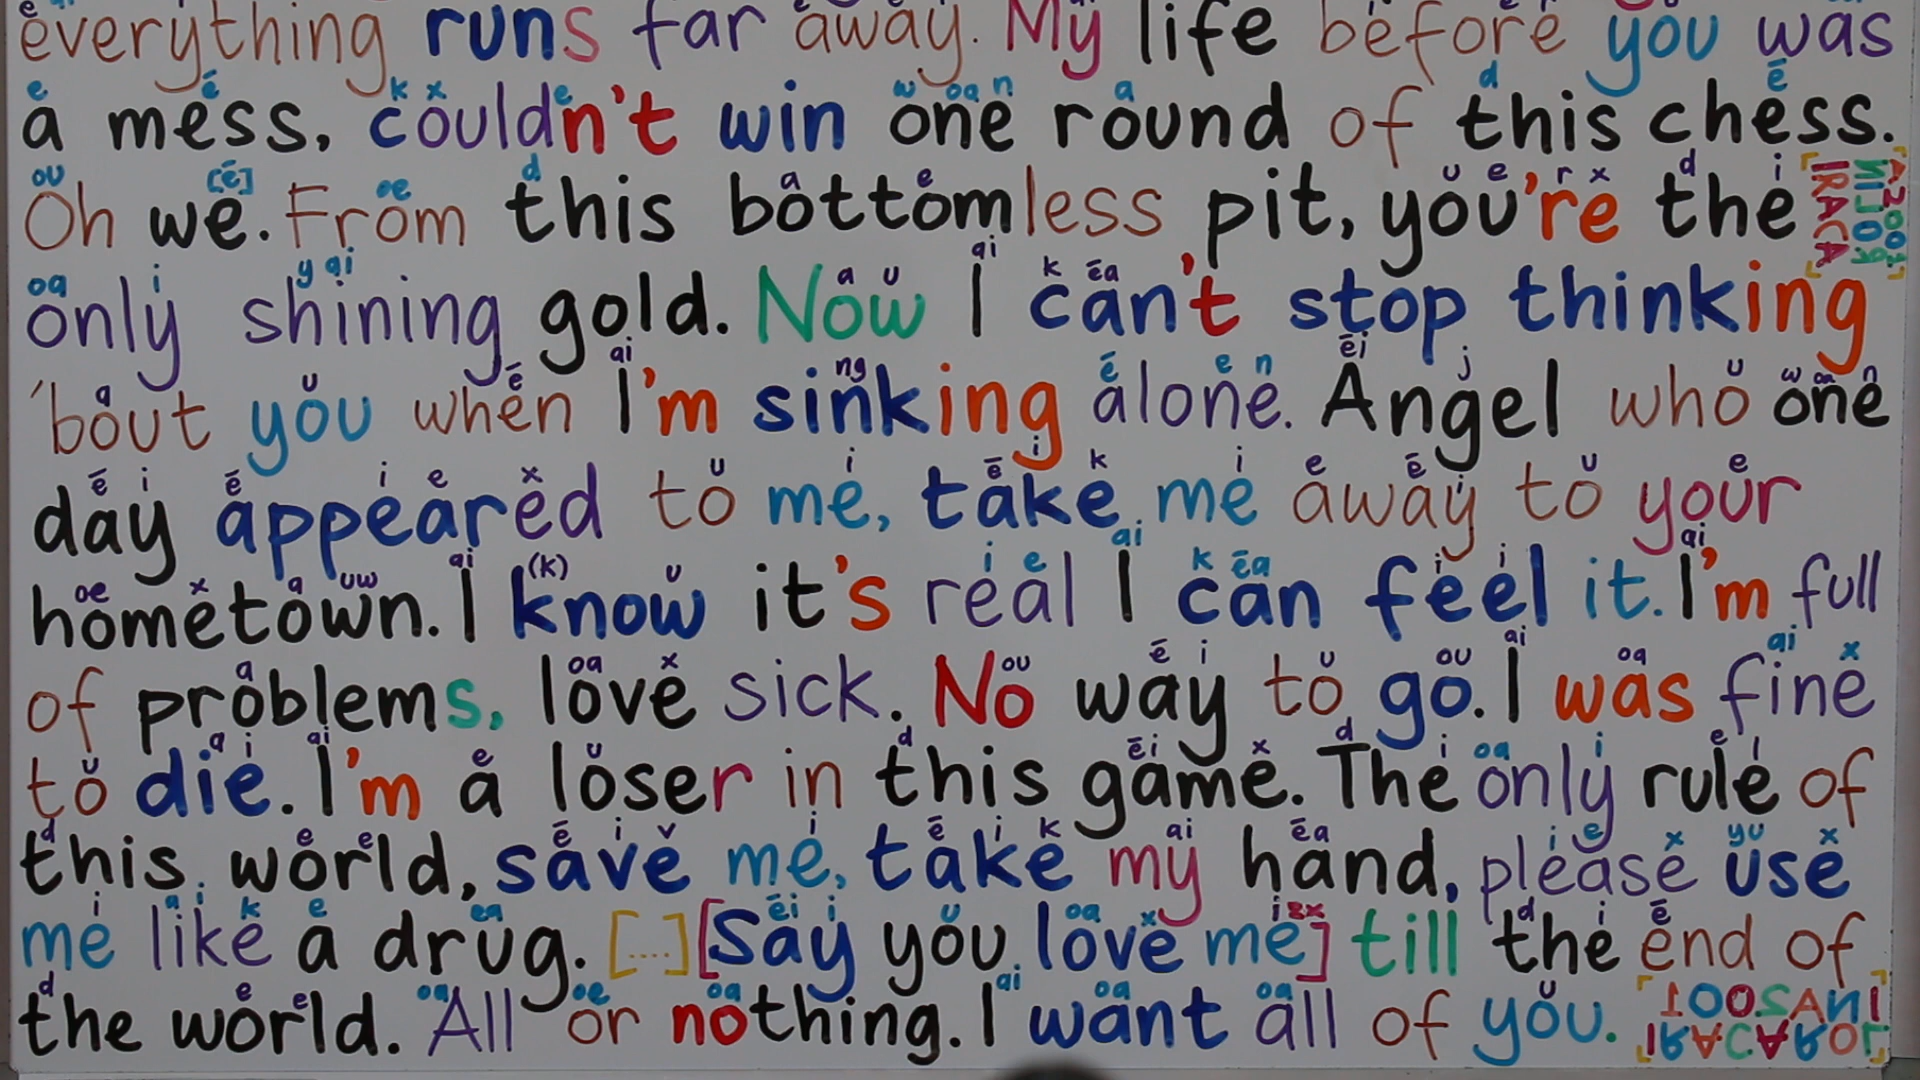 everything runs far away. My life before you was
a mess, couldn't win one round of this chess.
Oh we. From this bottomless pit, you're the
only shining gold. Now I can't stop thinking
'bout you when I'm sinking alone. Angel who one
day appeared to me, take me away to your
hometown. I know it's real I can feel it. I'm full
of problems, love sick. No way to go. I was fine
to die. I'm a loser in this game. The only rule of
this world, save me, take my hand, please use
me like a drug. [....] [Say you love me] till the end of
the world. All or nothing. I want all of you.